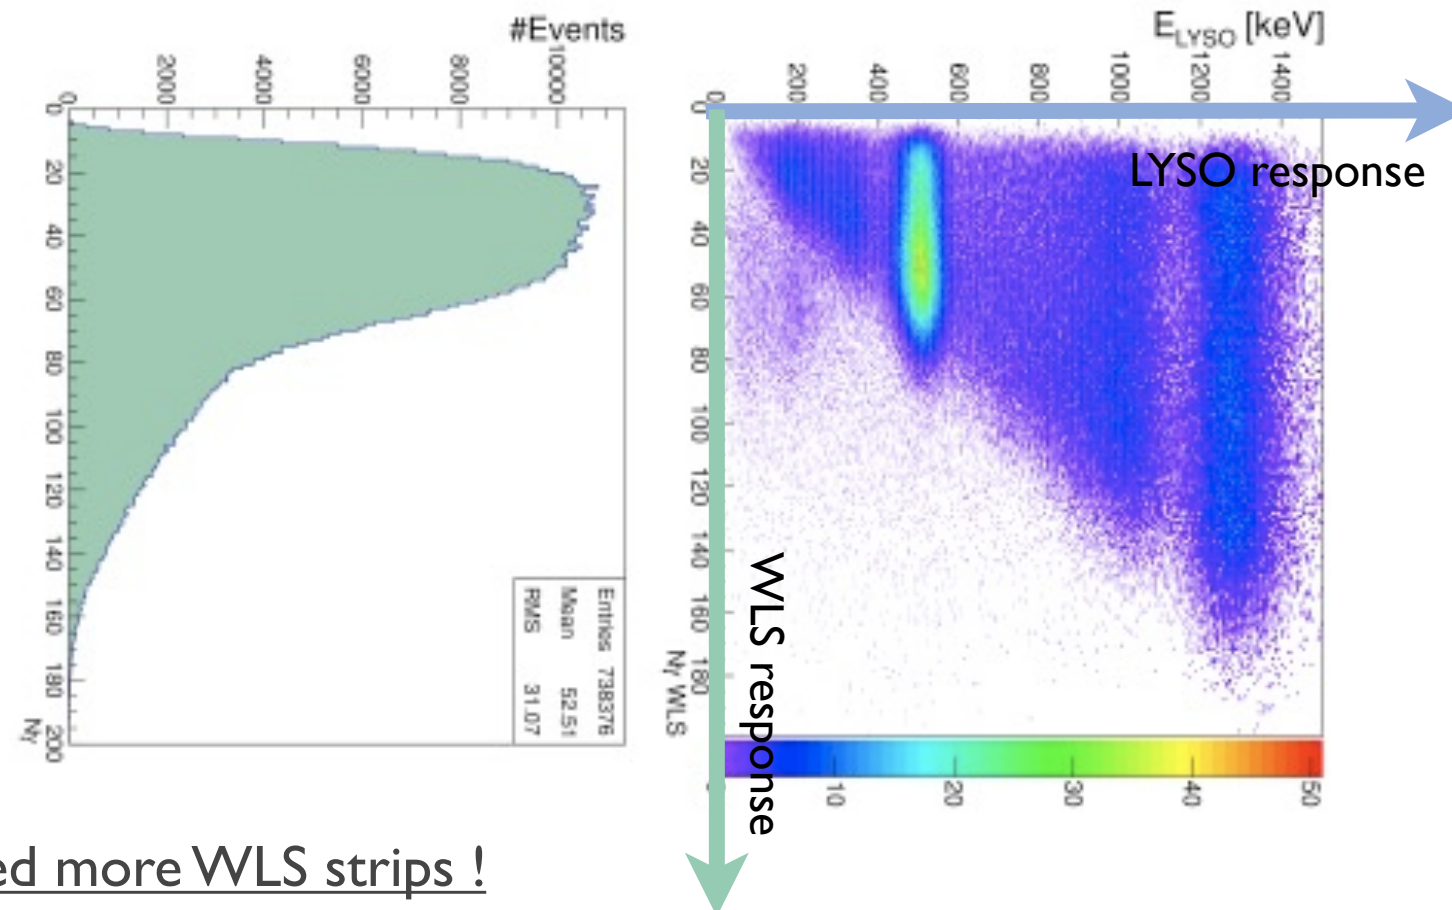 #Events
0 2000 4000 6000 8000 10000
0 20 40 60 80 100 120 140 160 180 200
Nγ
Entries 738376
Mean 52.51
RMS 31.07
E_LYSO [keV]
0 200 400 600 800 1000 1200 1400
LYSO response
0 20 40 60 80 100 120 140 160 180
Nγ WLS
WLS response
10 20 30 40 50
ed more WLS strips !